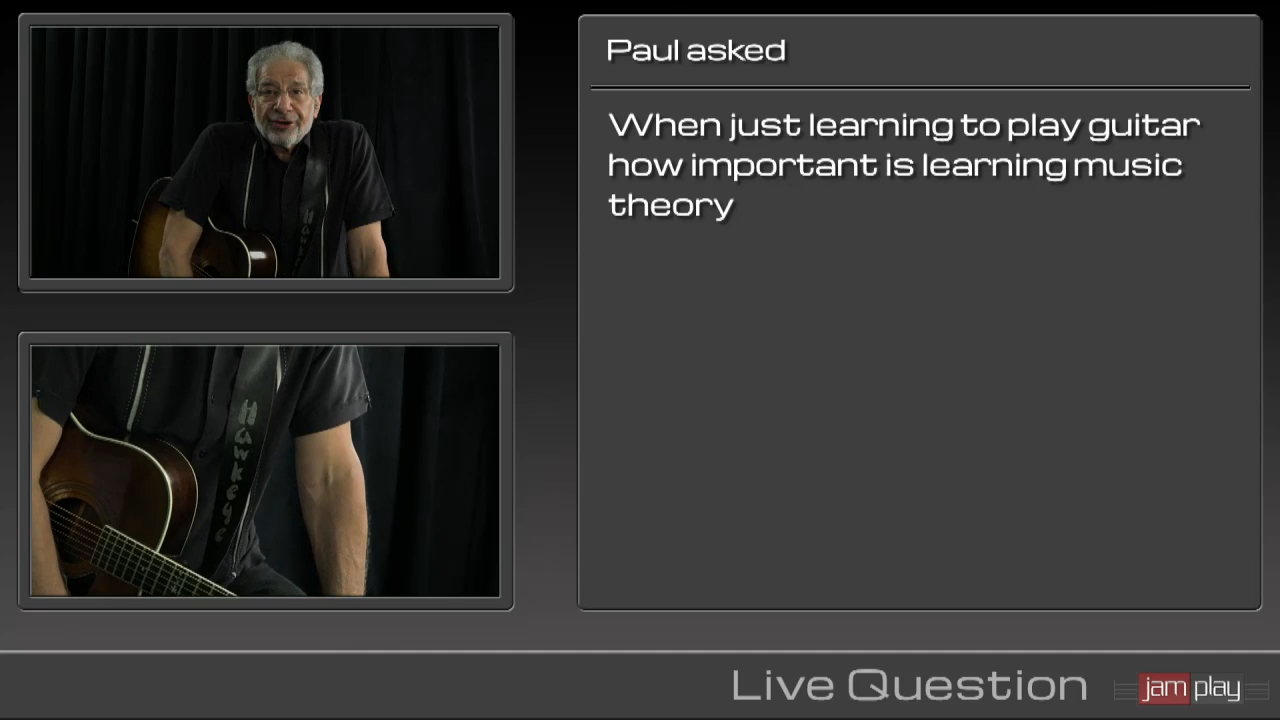 Paul asked
When just learning to play guitar
how important is learning music
theory
Hawkeye
Live Question
jam play